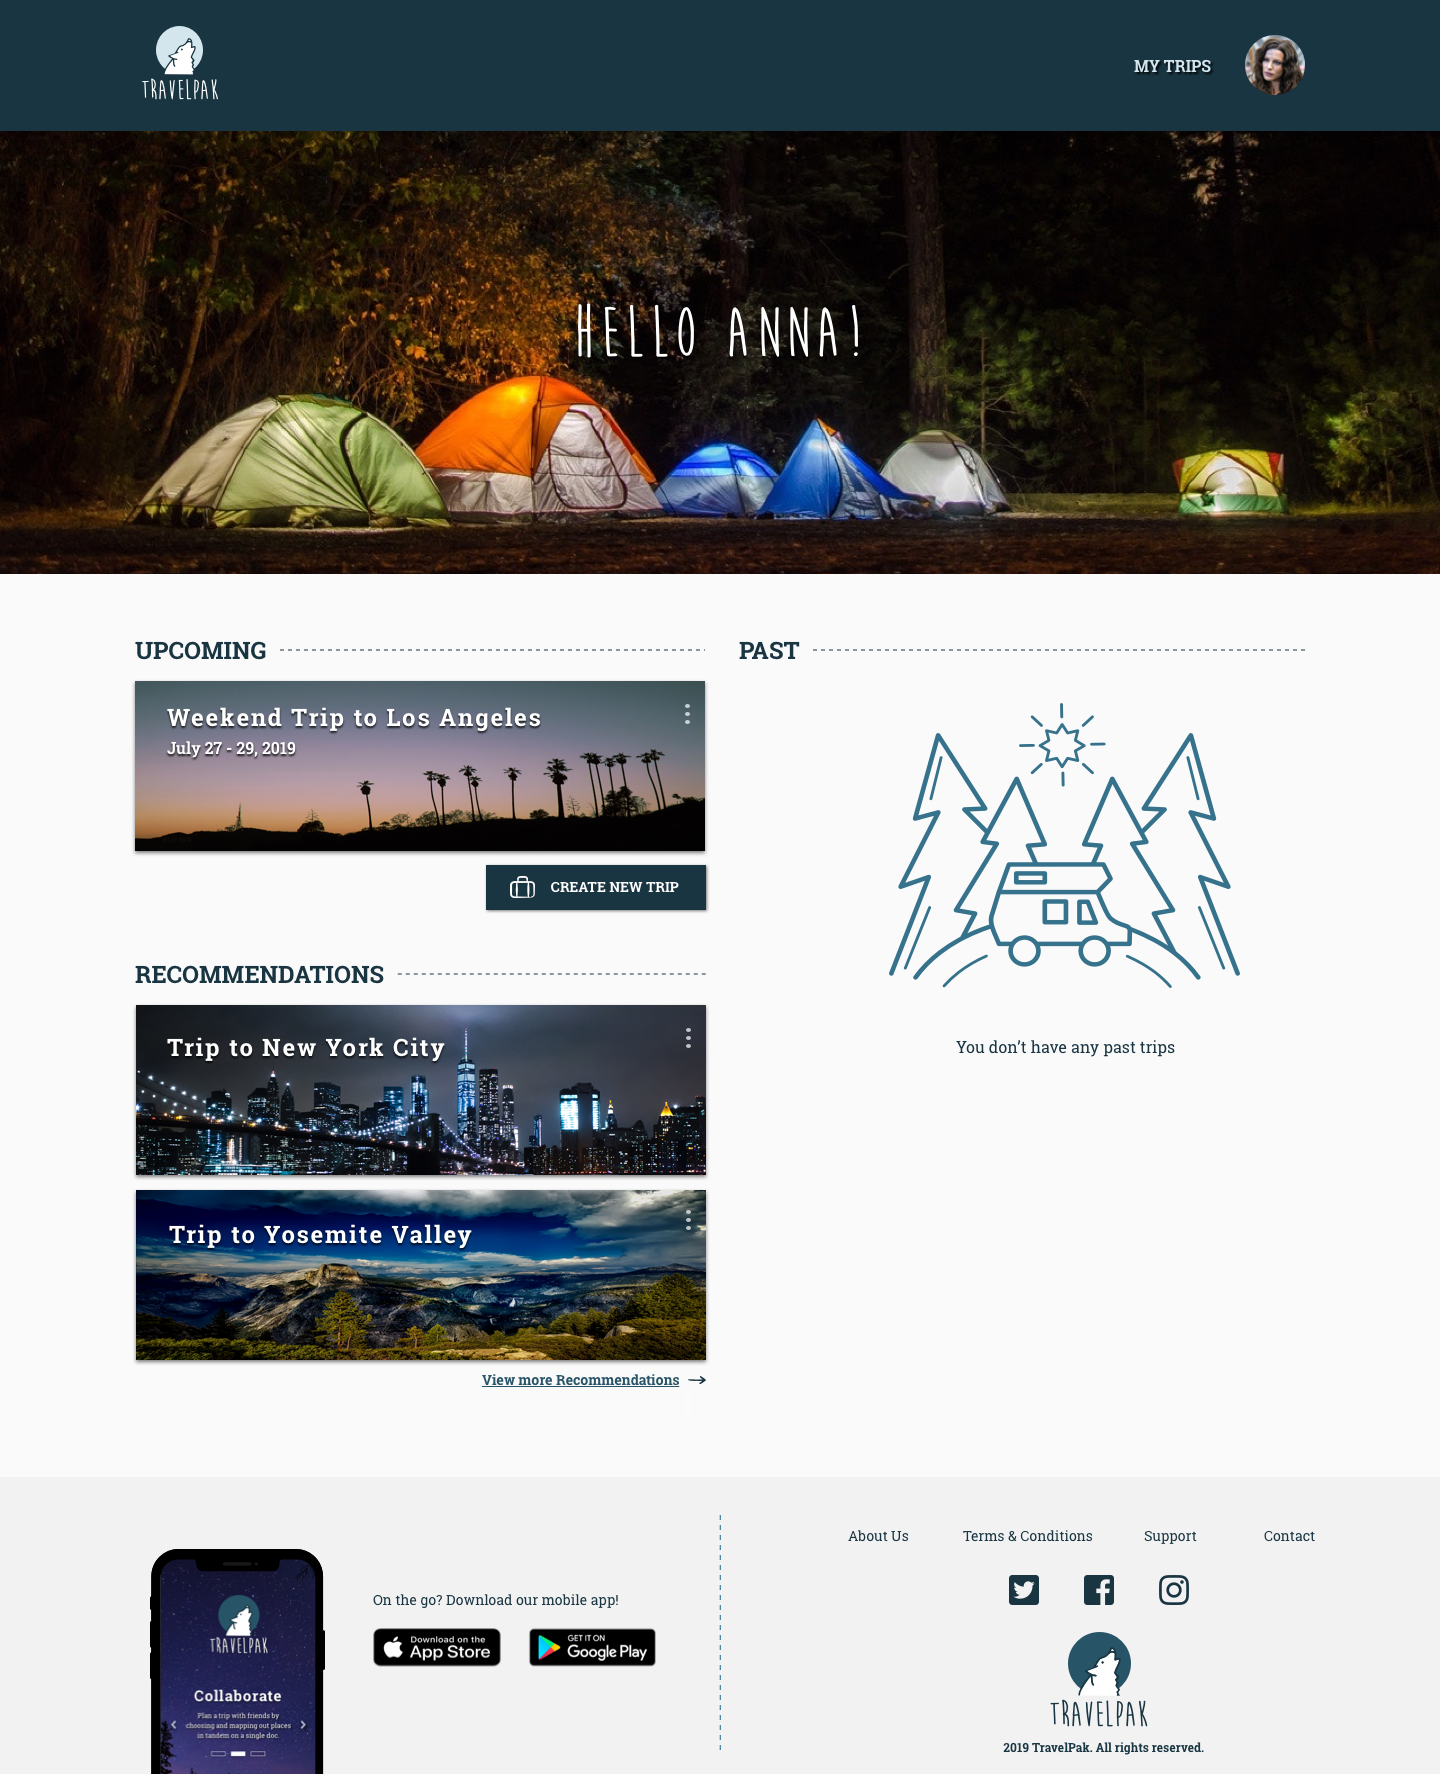 TRAVELPAK
MY TRIPS
HELLO ANNA!
UPCOMING
Weekend Trip to Los Angeles
July 27 - 29, 2019
CREATE NEW TRIP
RECOMMENDATIONS
Trip to New York City
Trip to Yosemite Valley
View more Recommendations
PAST
You don’t have any past trips
TRAVELPAK
Collaborate
Plan a trip with friends by
choosing and mapping out places
in tandem on a single doc.
On the go? Download our mobile app!
Download on the
App Store
GET IT ON
Google Play
About Us
Terms & Conditions
Support
Contact
TRAVELPAK
2019 TravelPak. All rights reserved.